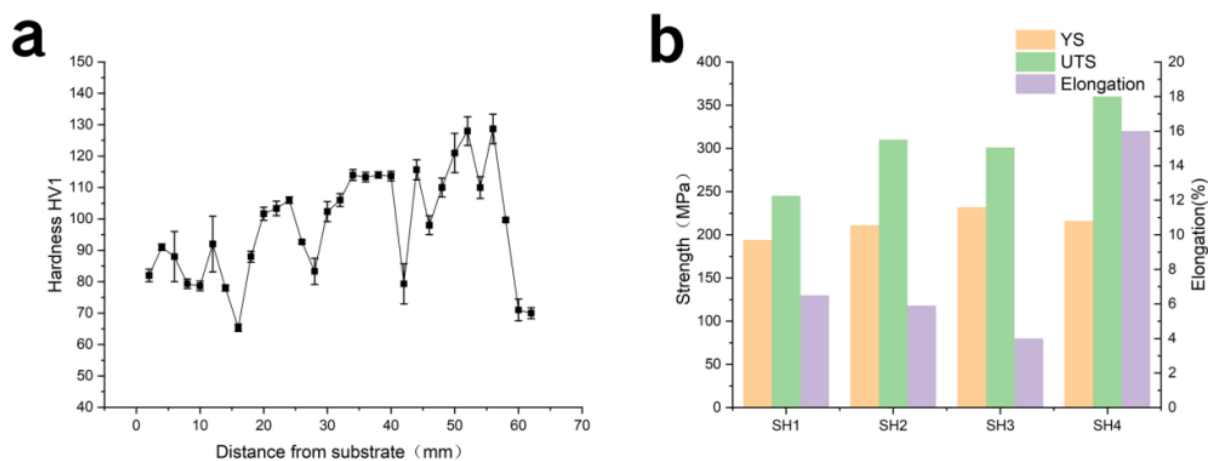 a
150
140
130
120
110
100
90
80
70
60
50
40
Hardness HV1
0 10 20 30 40 50 60 70
Distance from substrate（mm）
b
YS
UTS
Elongation
400
350
300
250
200
150
100
50
0
Strength（MPa）
20
18
16
14
12
10
8
6
4
2
0
Elongation(%)
SH1 SH2 SH3 SH4